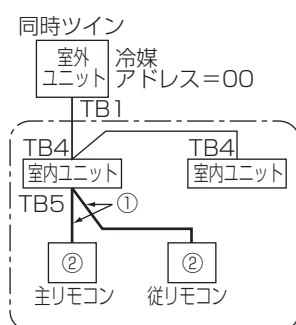 同時ツイン
室外
ユニット
冷媒
アドレス=00
TB1
TB4
TB4
室内ユニット
室内ユニット
TB5
①
②
②
主リモコン
従リモコン